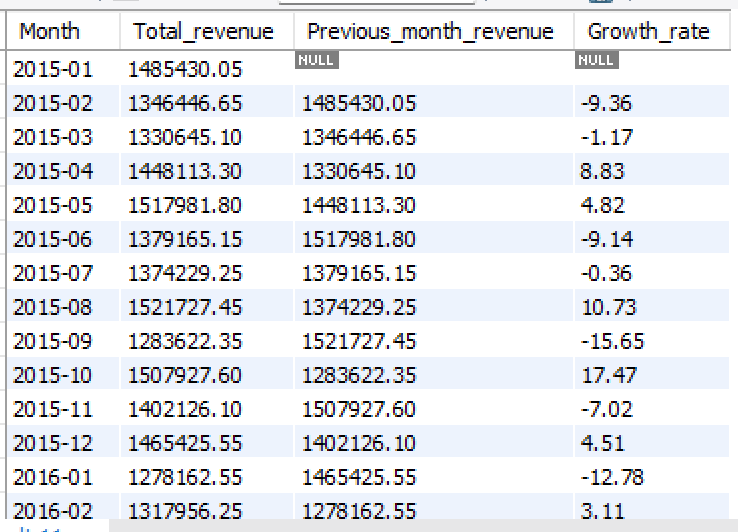 Month Total_revenue Previous_month_revenue Growth_rate
2015-01 1485430.05 NULL NULL
2015-02 1346446.65 1485430.05 -9.36
2015-03 1330645.10 1346446.65 -1.17
2015-04 1448113.30 1330645.10 8.83
2015-05 1517981.80 1448113.30 4.82
2015-06 1379165.15 1517981.80 -9.14
2015-07 1374229.25 1379165.15 -0.36
2015-08 1521727.45 1374229.25 10.73
2015-09 1283622.35 1521727.45 -15.65
2015-10 1507927.60 1283622.35 17.47
2015-11 1402126.10 1507927.60 -7.02
2015-12 1465425.55 1402126.10 4.51
2016-01 1278162.55 1465425.55 -12.78
2016-02 1317956.25 1278162.55 3.11